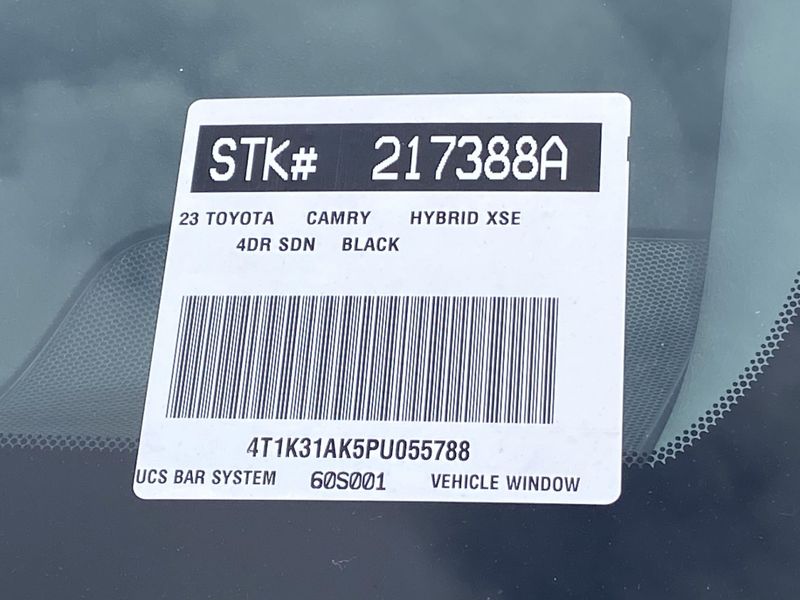 STK# 217388A
23 TOYOTA CAMRY HYBRID XSE
4DR SDN BLACK
4T1K31AK5PU055788
UCS BAR SYSTEM 60S001 VEHICLE WINDOW